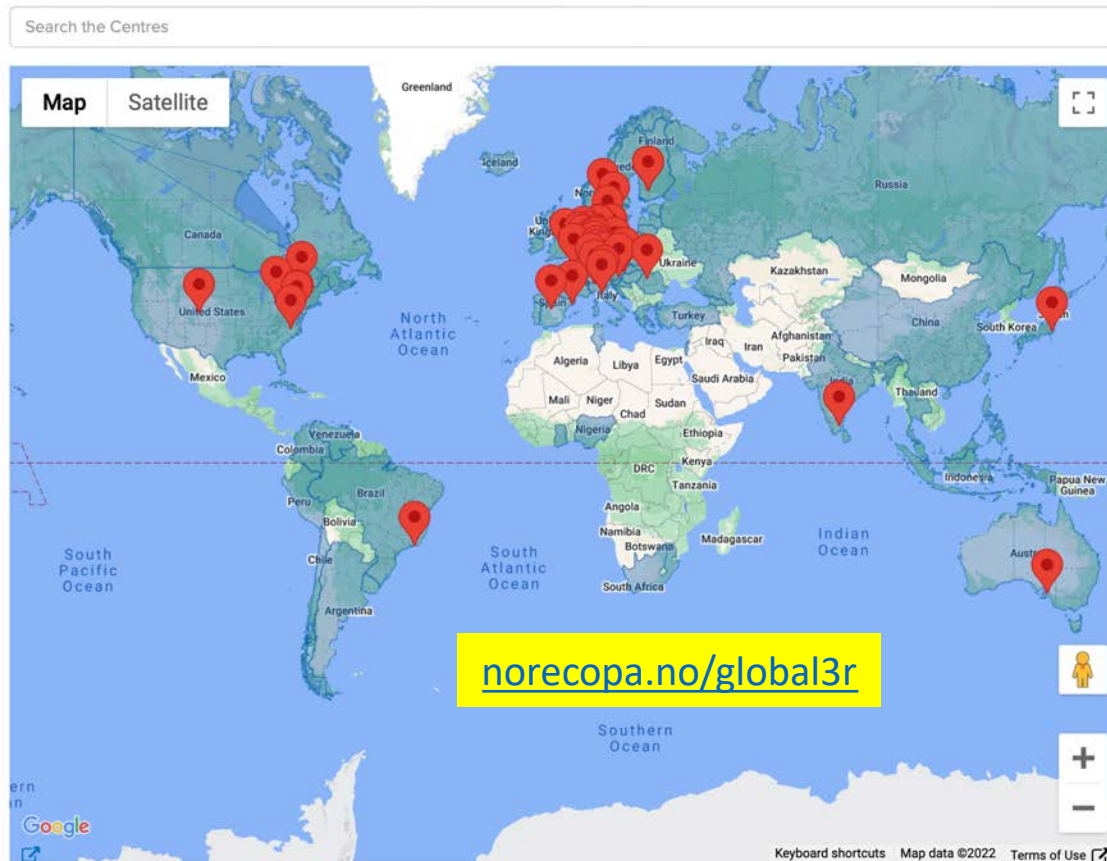 Search the Centres
Map
Satellite
Greenland
Iceland
Finland
Russia
Canada
Ukraine
Kazakhstan
Mongolia
United States
Spain
Italy
Turkey
China
South Korea
North
Atlantic
Ocean
Iraq
Iran
Afghanistan
Pakistan
Algeria
Libya
Egypt
Saudi Arabia
Mexico
India
Thailand
Mali
Niger
Sudan
Chad
Nigeria
Ethiopia
Venezuela
Colombia
DRC
Kenya
Tanzania
Indonesia
Papua New
Guinea
Peru
Brazil
Bolivia
Angola
Namibia
Botswana
Madagascar
Indian
Ocean
South
Pacific
Ocean
Chile
South
Atlantic
Ocean
South Africa
Argentina
norecopa.no/global3r
Southern
Ocean
Google
Keyboard shortcuts
Map data ©2022
Terms of Use